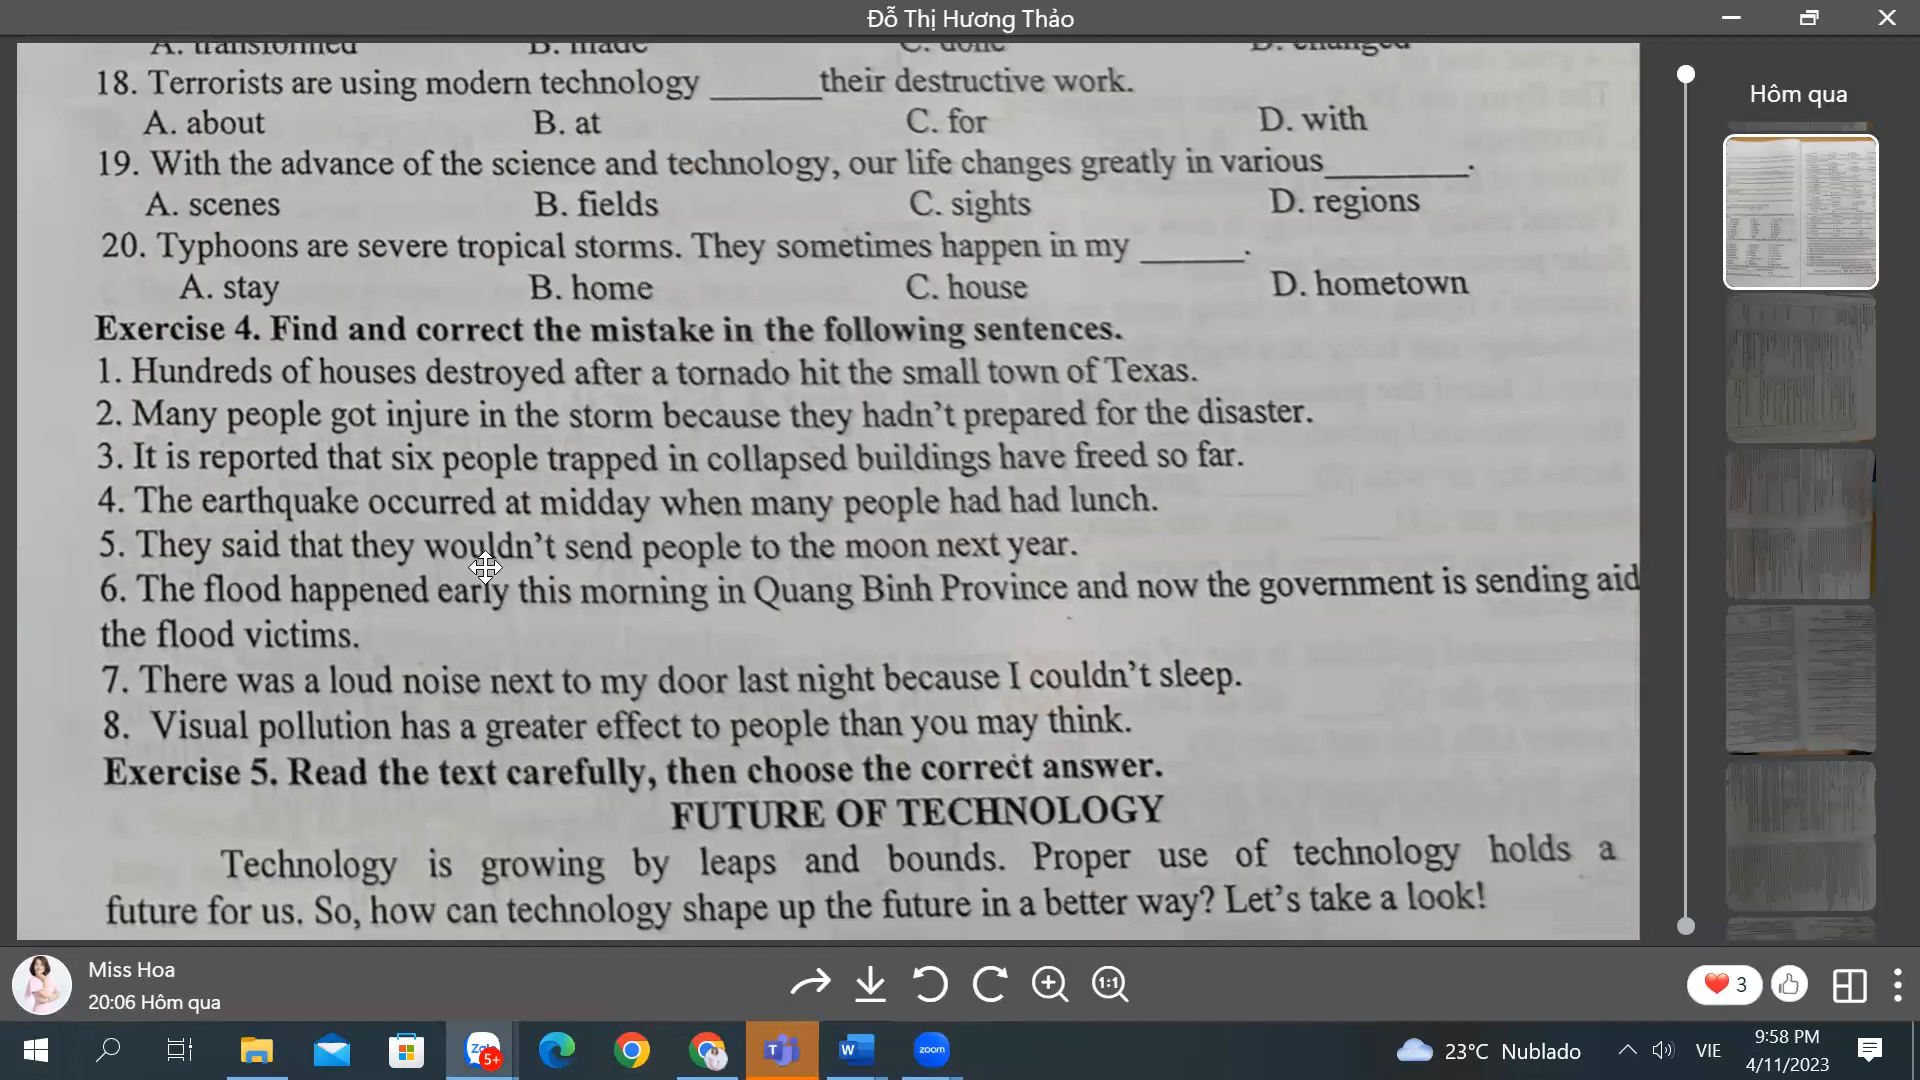 Đỗ Thị Hương Thảo
A. transformed B. made C. done D. changed
18. Terrorists are using modern technology ______ their destructive work.
A. about B. at C. for D. with
19. With the advance of the science and technology, our life changes greatly in various________.
A. scenes B. fields C. sights D. regions
20. Typhoons are severe tropical storms. They sometimes happen in my ______.
A. stay B. home C. house D. hometown
Exercise 4. Find and correct the mistake in the following sentences.
1. Hundreds of houses destroyed after a tornado hit the small town of Texas.
2. Many people got injure in the storm because they hadn't prepared for the disaster.
3. It is reported that six people trapped in collapsed buildings have freed so far.
4. The earthquake occurred at midday when many people had had lunch.
5. They said that they wouldn't send people to the moon next year.
6. The flood happened early this morning in Quang Binh Province and now the government is sending aid
the flood victims.
7. There was a loud noise next to my door last night because I couldn't sleep.
8. Visual pollution has a greater effect to people than you may think.
Exercise 5. Read the text carefully, then choose the correct answer.
FUTURE OF TECHNOLOGY
Technology is growing by leaps and bounds. Proper use of technology holds a
future for us. So, how can technology shape up the future in a better way? Let's take a look!
Hôm qua
Miss Hoa
20:06 Hôm qua
1:1
3
Zalo
5+
T
W
zoom
23°C Nublado
VIE
9:58 PM
4/11/2023